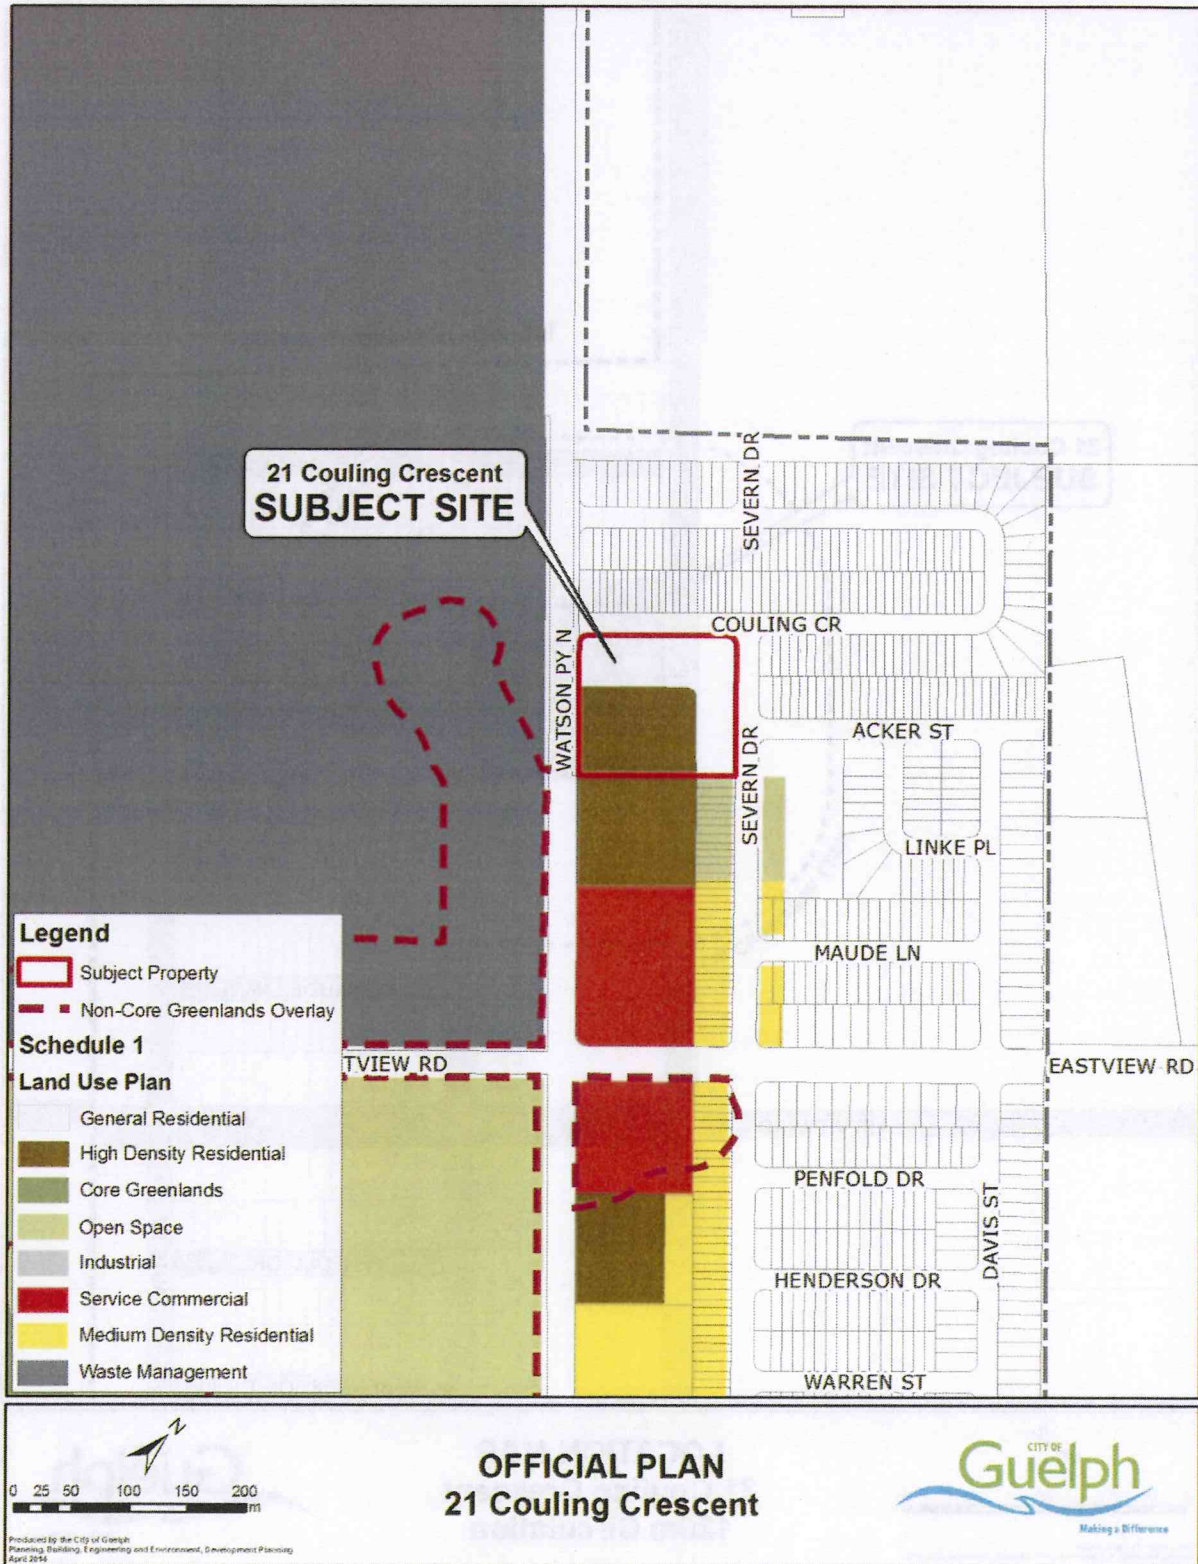 SEVERN DR
21 Couling Crescent
SUBJECT SITE
COULING CR
WATSON PY N
ACKER ST
SEVERN DR
LINKE PL
MAUDE LN
TVIEW RD
EASTVIEW RD
PENFOLD DR
DAVIS ST
HENDERSON DR
WARREN ST
Legend
Subject Property
Non-Core Greenlands Overlay
Schedule 1
Land Use Plan
General Residential
High Density Residential
Core Greenlands
Open Space
Industrial
Service Commercial
Medium Density Residential
Waste Management
N
0 25 50 100 150 200
m
Produced by the City of Guelph
Planning, Building, Engineering and Environment, Development Planning
OFFICIAL PLAN
21 Couling Crescent
CITY OF
Guelph
Making a Difference